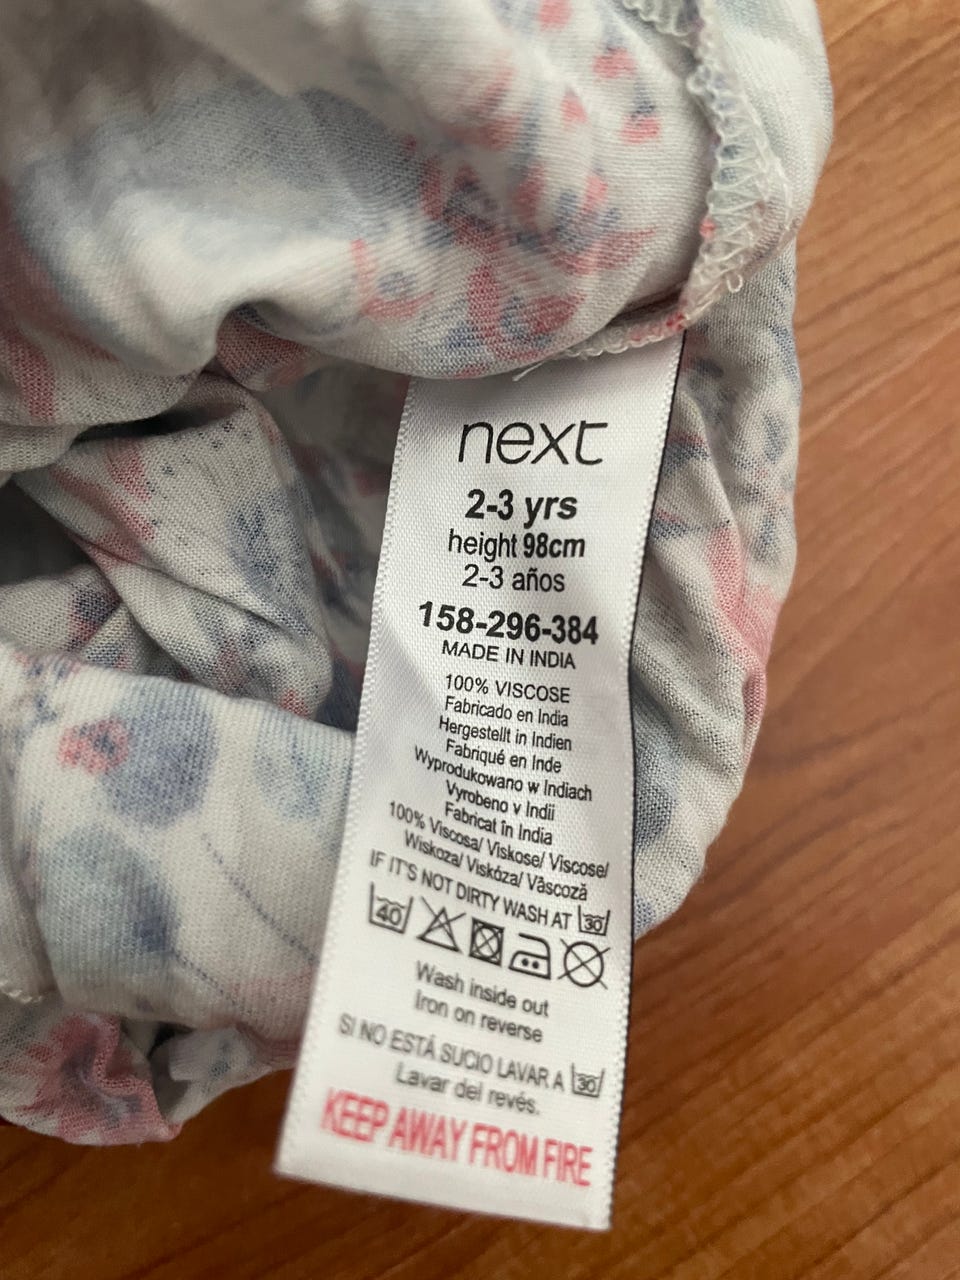 next
2-3 yrs
height 98cm
2-3 años
158-296-384
MADE IN INDIA
100% VISCOSE
Fabricado en India
Hergestellt in Indien
Fabriqué en Inde
Wyprodukowano w Indiach
Vyrobeno v Indii
Fabricat în India
100% Viscosa/ Viskose/ Viscose/
Wiskoza/ Viskóza/ Vâscoză
IF IT'S NOT DIRTY WASH AT 30
40
Wash inside out
Iron on reverse
SI NO ESTÁ SUCIO LAVAR A 30
Lavar del revés.
KEEP AWAY FROM FIRE